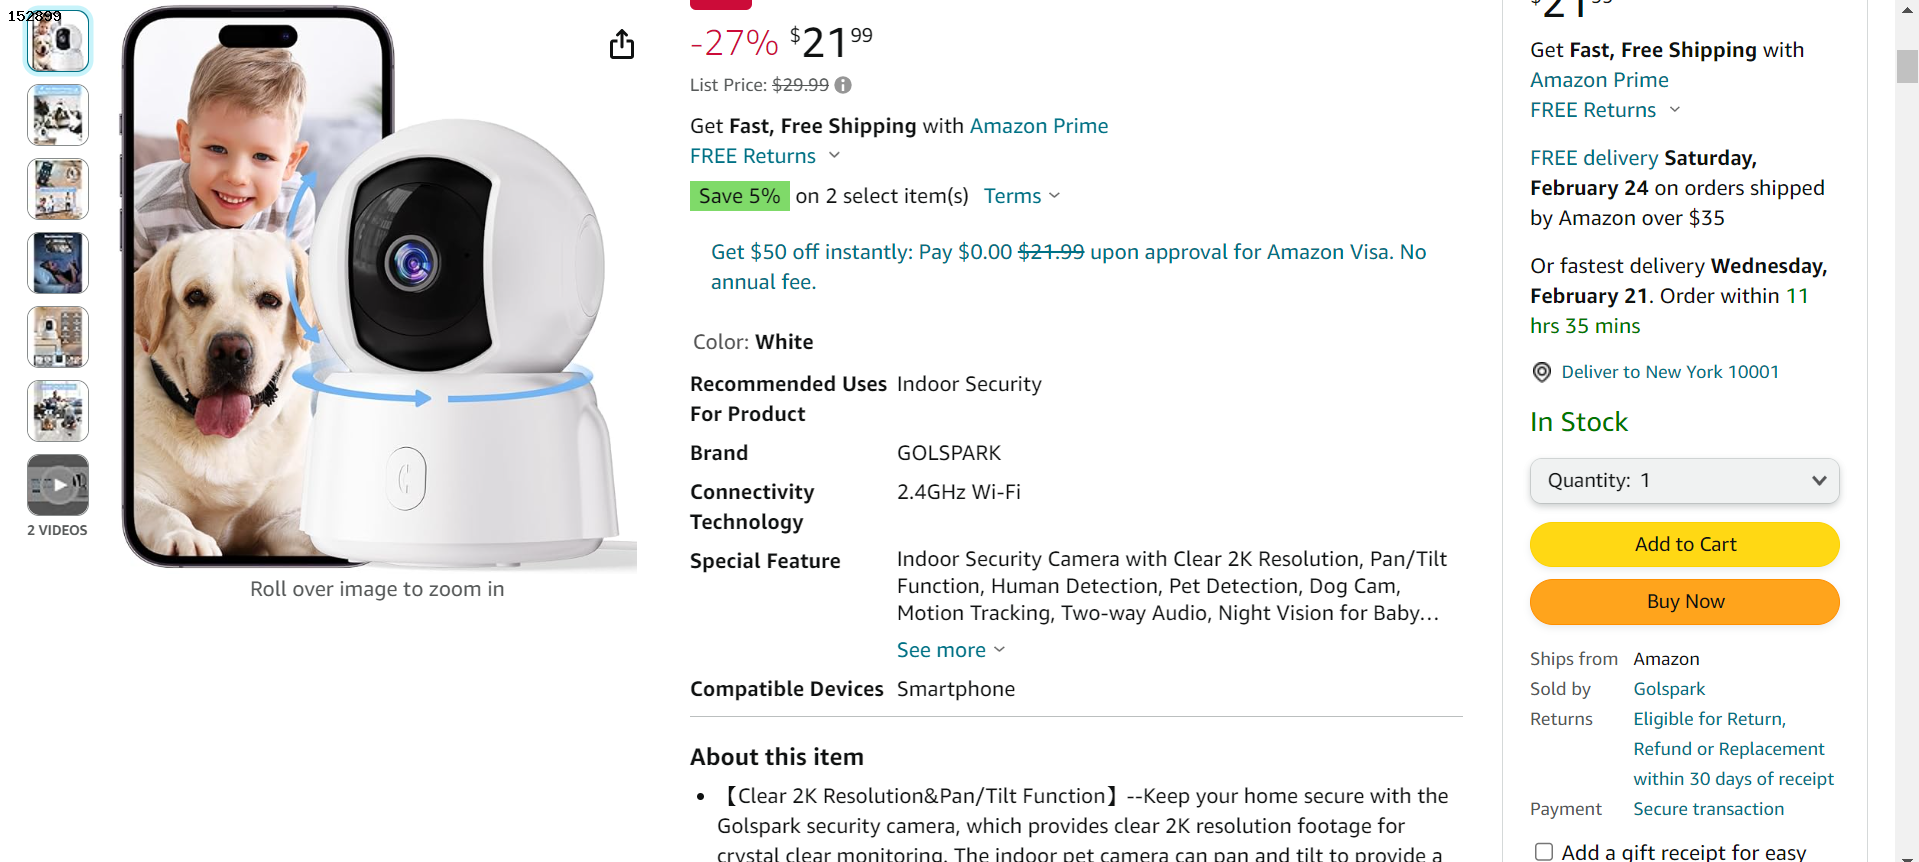 152899
2 VIDEOS
Roll over image to zoom in
-27% $21 99
List Price: $29.99
Get Fast, Free Shipping with Amazon Prime
FREE Returns
Save 5% on 2 select item(s) Terms
Get $50 off instantly: Pay $0.00 $21.99 upon approval for Amazon Visa. No
annual fee.
Color: White
Recommended Uses For Product Indoor Security
Brand GOLSPARK
Connectivity Technology 2.4GHz Wi-Fi
Special Feature Indoor Security Camera with Clear 2K Resolution, Pan/Tilt
Function, Human Detection, Pet Detection, Dog Cam,
Motion Tracking, Two-way Audio, Night Vision for Baby…
See more
Compatible Devices Smartphone
About this item
• 【Clear 2K Resolution&Pan/Tilt Function】--Keep your home secure with the
Golspark security camera, which provides clear 2K resolution footage for
crystal clear monitoring. The indoor pet camera can pan and tilt to provide a
$21 99
Get Fast, Free Shipping with
Amazon Prime
FREE Returns
FREE delivery Saturday,
February 24 on orders shipped
by Amazon over $35
Or fastest delivery Wednesday,
February 21. Order within 11
hrs 35 mins
Deliver to New York 10001
In Stock
Quantity: 1
Add to Cart
Buy Now
Ships from Amazon
Sold by Golspark
Returns Eligible for Return,
Refund or Replacement
within 30 days of receipt
Payment Secure transaction
Add a gift receipt for easy